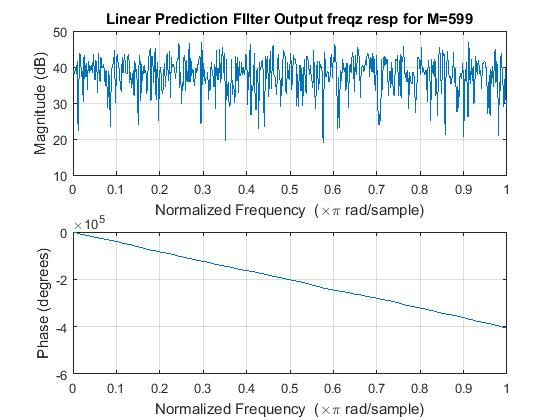 Linear Prediction FIlter Output freqz resp for M=599
50
40
30
20
10
Magnitude (dB)
0 0.1 0.2 0.3 0.4 0.5 0.6 0.7 0.8 0.9 1
Normalized Frequency (×π rad/sample)
×10^5
0
-2
-4
-6
Phase (degrees)
0 0.1 0.2 0.3 0.4 0.5 0.6 0.7 0.8 0.9 1
Normalized Frequency (×π rad/sample)